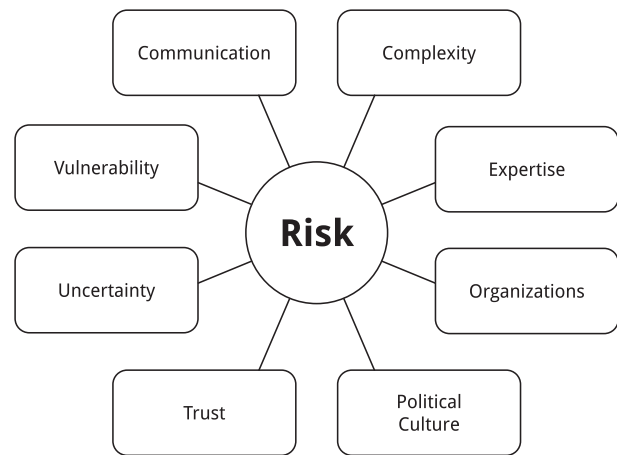 Communication
Complexity
Vulnerability
Expertise
Risk
Uncertainty
Organizations
Trust
Political
Culture